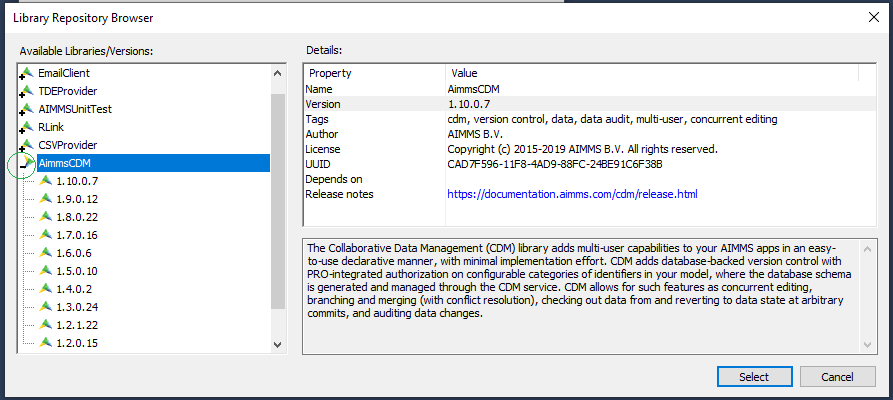 Library Repository Browser
Available Libraries/Versions:
EmailClient
TDEProvider
AIMMSUnitTest
RLink
CSVProvider
AimmsCDM
1.10.0.7
1.9.0.12
1.8.0.22
1.7.0.16
1.6.0.6
1.5.0.10
1.4.0.2
1.3.0.24
1.2.1.22
1.2.0.15
Details:
Property Value
Name AimmsCDM
Version 1.10.0.7
Tags cdm, version control, data, data audit, multi-user, concurrent editing
Author AIMMS B.V.
License Copyright (c) 2015-2019 AIMMS B.V. All rights reserved.
UUID CAD7F596-11F8-4AD9-88FC-24BE91C6F38B
Depends on
Release notes https://documentation.aimms.com/cdm/release.html
The Collaborative Data Management (CDM) library adds multi-user capabilities to your AIMMS apps in an easy-
to-use declarative manner, with minimal implementation effort. CDM adds database-backed version control with
PRO-integrated authorization on configurable categories of identifiers in your model, where the database schema
is generated and managed through the CDM service. CDM allows for such features as concurrent editing,
branching and merging (with conflict resolution), checking out data from and reverting to data state at arbitrary
commits, and auditing data changes.
Select
Cancel